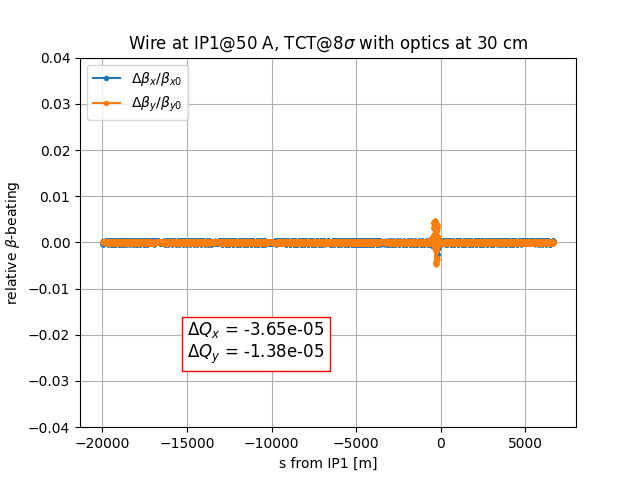 Wire at IP1@50 A, TCT@8σ with optics at 30 cm
Δβx/βx0
Δβy/βy0
0.04
0.03
0.02
0.01
0.00
−0.01
−0.02
−0.03
−0.04
relative β-beating
ΔQx = -3.65e-05
ΔQy = -1.38e-05
−20000 −15000 −10000 −5000 0 5000
s from IP1 [m]